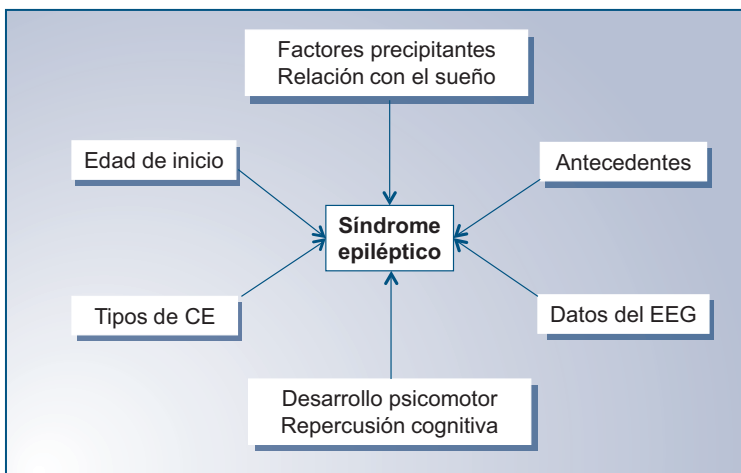 Factores precipitantes
Relación con el sueño
Edad de inicio
Antecedentes
Síndrome
epiléptico
Tipos de CE
Datos del EEG
Desarrollo psicomotor
Repercusión cognitiva